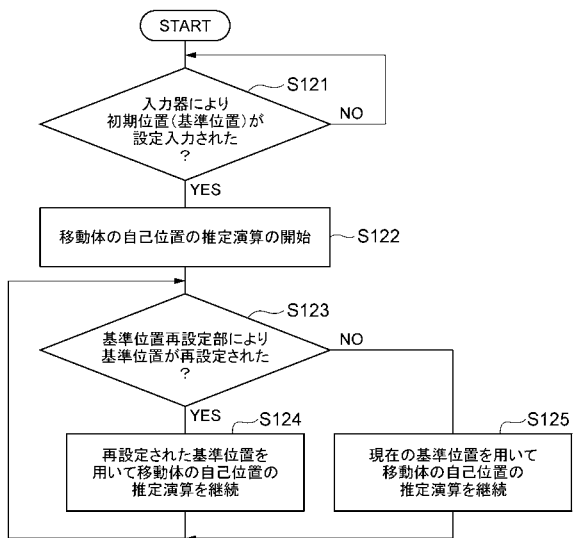 START
S121
入力器により
初期位置(基準位置)が
設定入力された
?
NO
YES
移動体の自己位置の推定演算の開始
S122
S123
基準位置再設定部により
基準位置が再設定された
?
NO
YES
S124
再設定された基準位置を
用いて移動体の自己位置の
推定演算を継続
S125
現在の基準位置を用いて
移動体の自己位置の
推定演算を継続